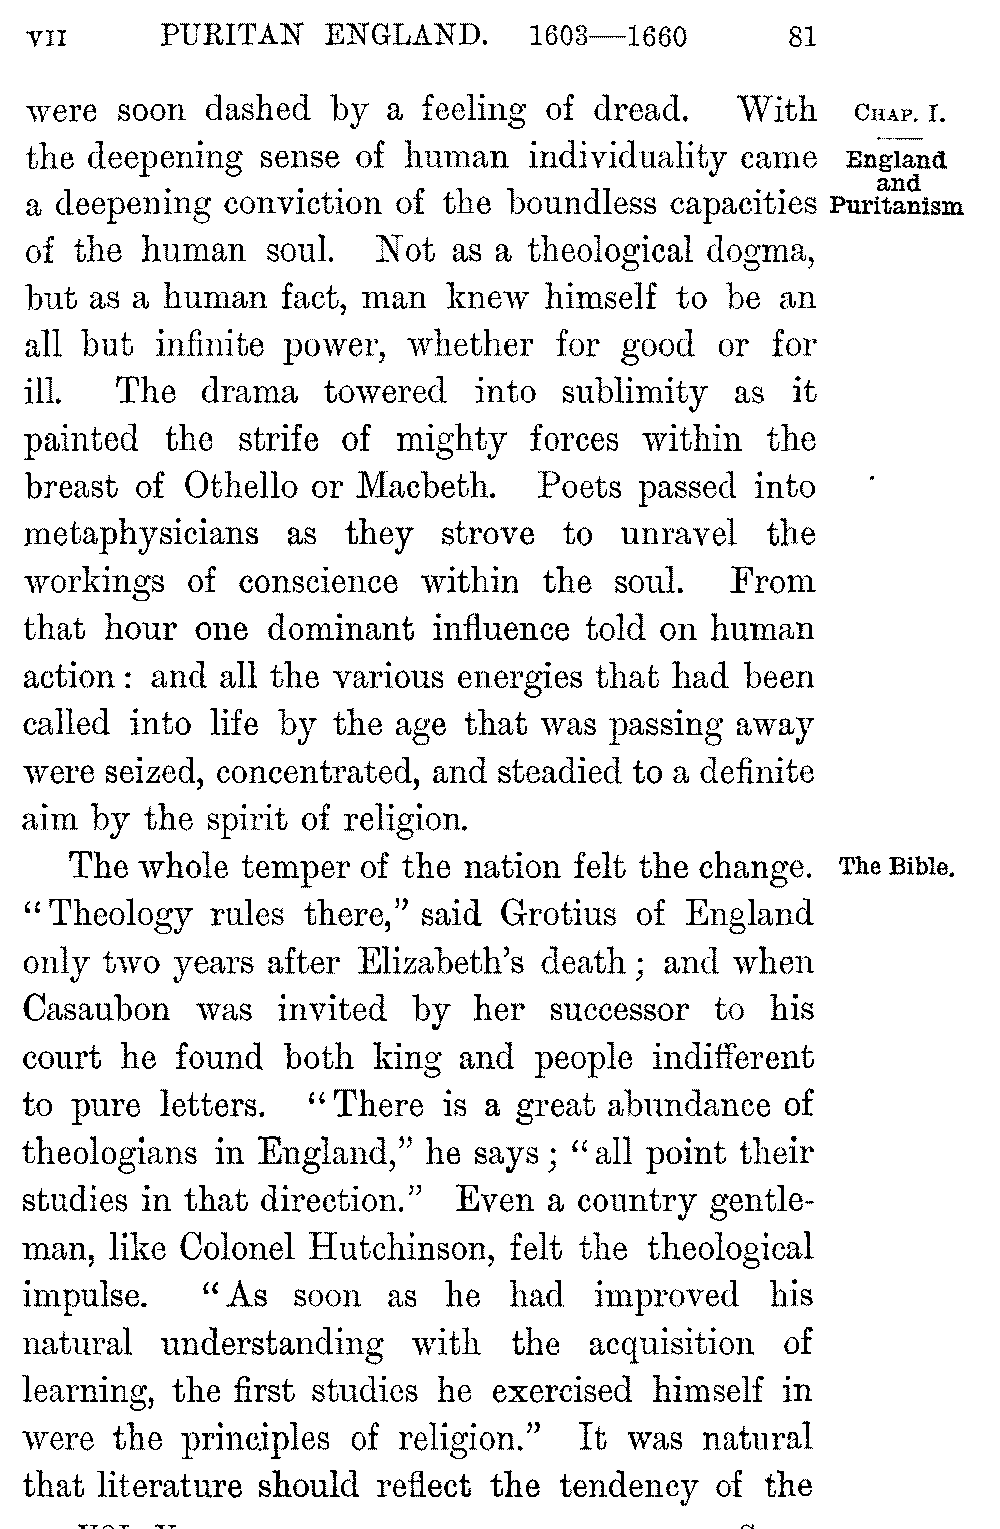 VII PURITAN ENGLAND. 1603—1660 81
were soon dashed by a feeling of dread. With
the deepening sense of human individuality came
a deepening conviction of the boundless capacities
of the human soul. Not as a theological dogma,
but as a human fact, man knew himself to be an
all but infinite power, whether for good or for
ill. The drama towered into sublimity as it
painted the strife of mighty forces within the
breast of Othello or Macbeth. Poets passed into
metaphysicians as they strove to unravel the
workings of conscience within the soul. From
that hour one dominant influence told on human
action : and all the various energies that had been
called into life by the age that was passing away
were seized, concentrated, and steadied to a definite
aim by the spirit of religion.
CHAP. I.
England
and
Puritanism
The whole temper of the nation felt the change.
“Theology rules there,” said Grotius of England
only two years after Elizabeth’s death ; and when
Casaubon was invited by her successor to his
court he found both king and people indifferent
to pure letters. “There is a great abundance of
theologians in England,” he says ; “all point their
studies in that direction.” Even a country gentle-
man, like Colonel Hutchinson, felt the theological
impulse. “As soon as he had improved his
natural understanding with the acquisition of
learning, the first studies he exercised himself in
were the principles of religion.” It was natural
that literature should reflect the tendency of the
The Bible.